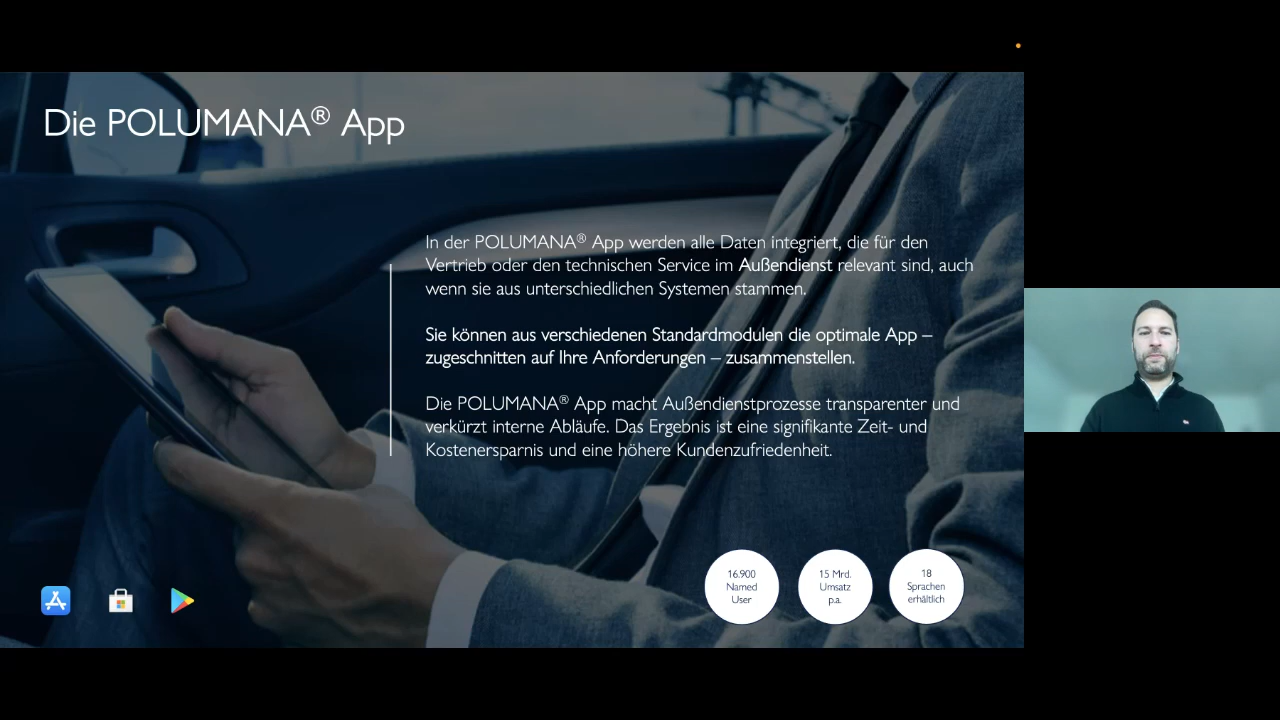 Die POLUMANA® App
In der POLUMANA® App werden alle Daten integriert, die für den
Vertrieb oder den technischen Service im Außendienst relevant sind, auch
wenn sie aus unterschiedlichen Systemen stammen.
Sie können aus verschiedenen Standardmodulen die optimale App –
zugeschnitten auf Ihre Anforderungen – zusammenstellen.
Die POLUMANA® App macht Außendienstprozesse transparenter und
verkürzt interne Abläufe. Das Ergebnis ist eine signifikante Zeit- und
Kostenersparnis und eine höhere Kundenzufriedenheit.
16.900
Named
User
15 Mrd.
Umsatz
p.a.
18
Sprachen
erhältlich